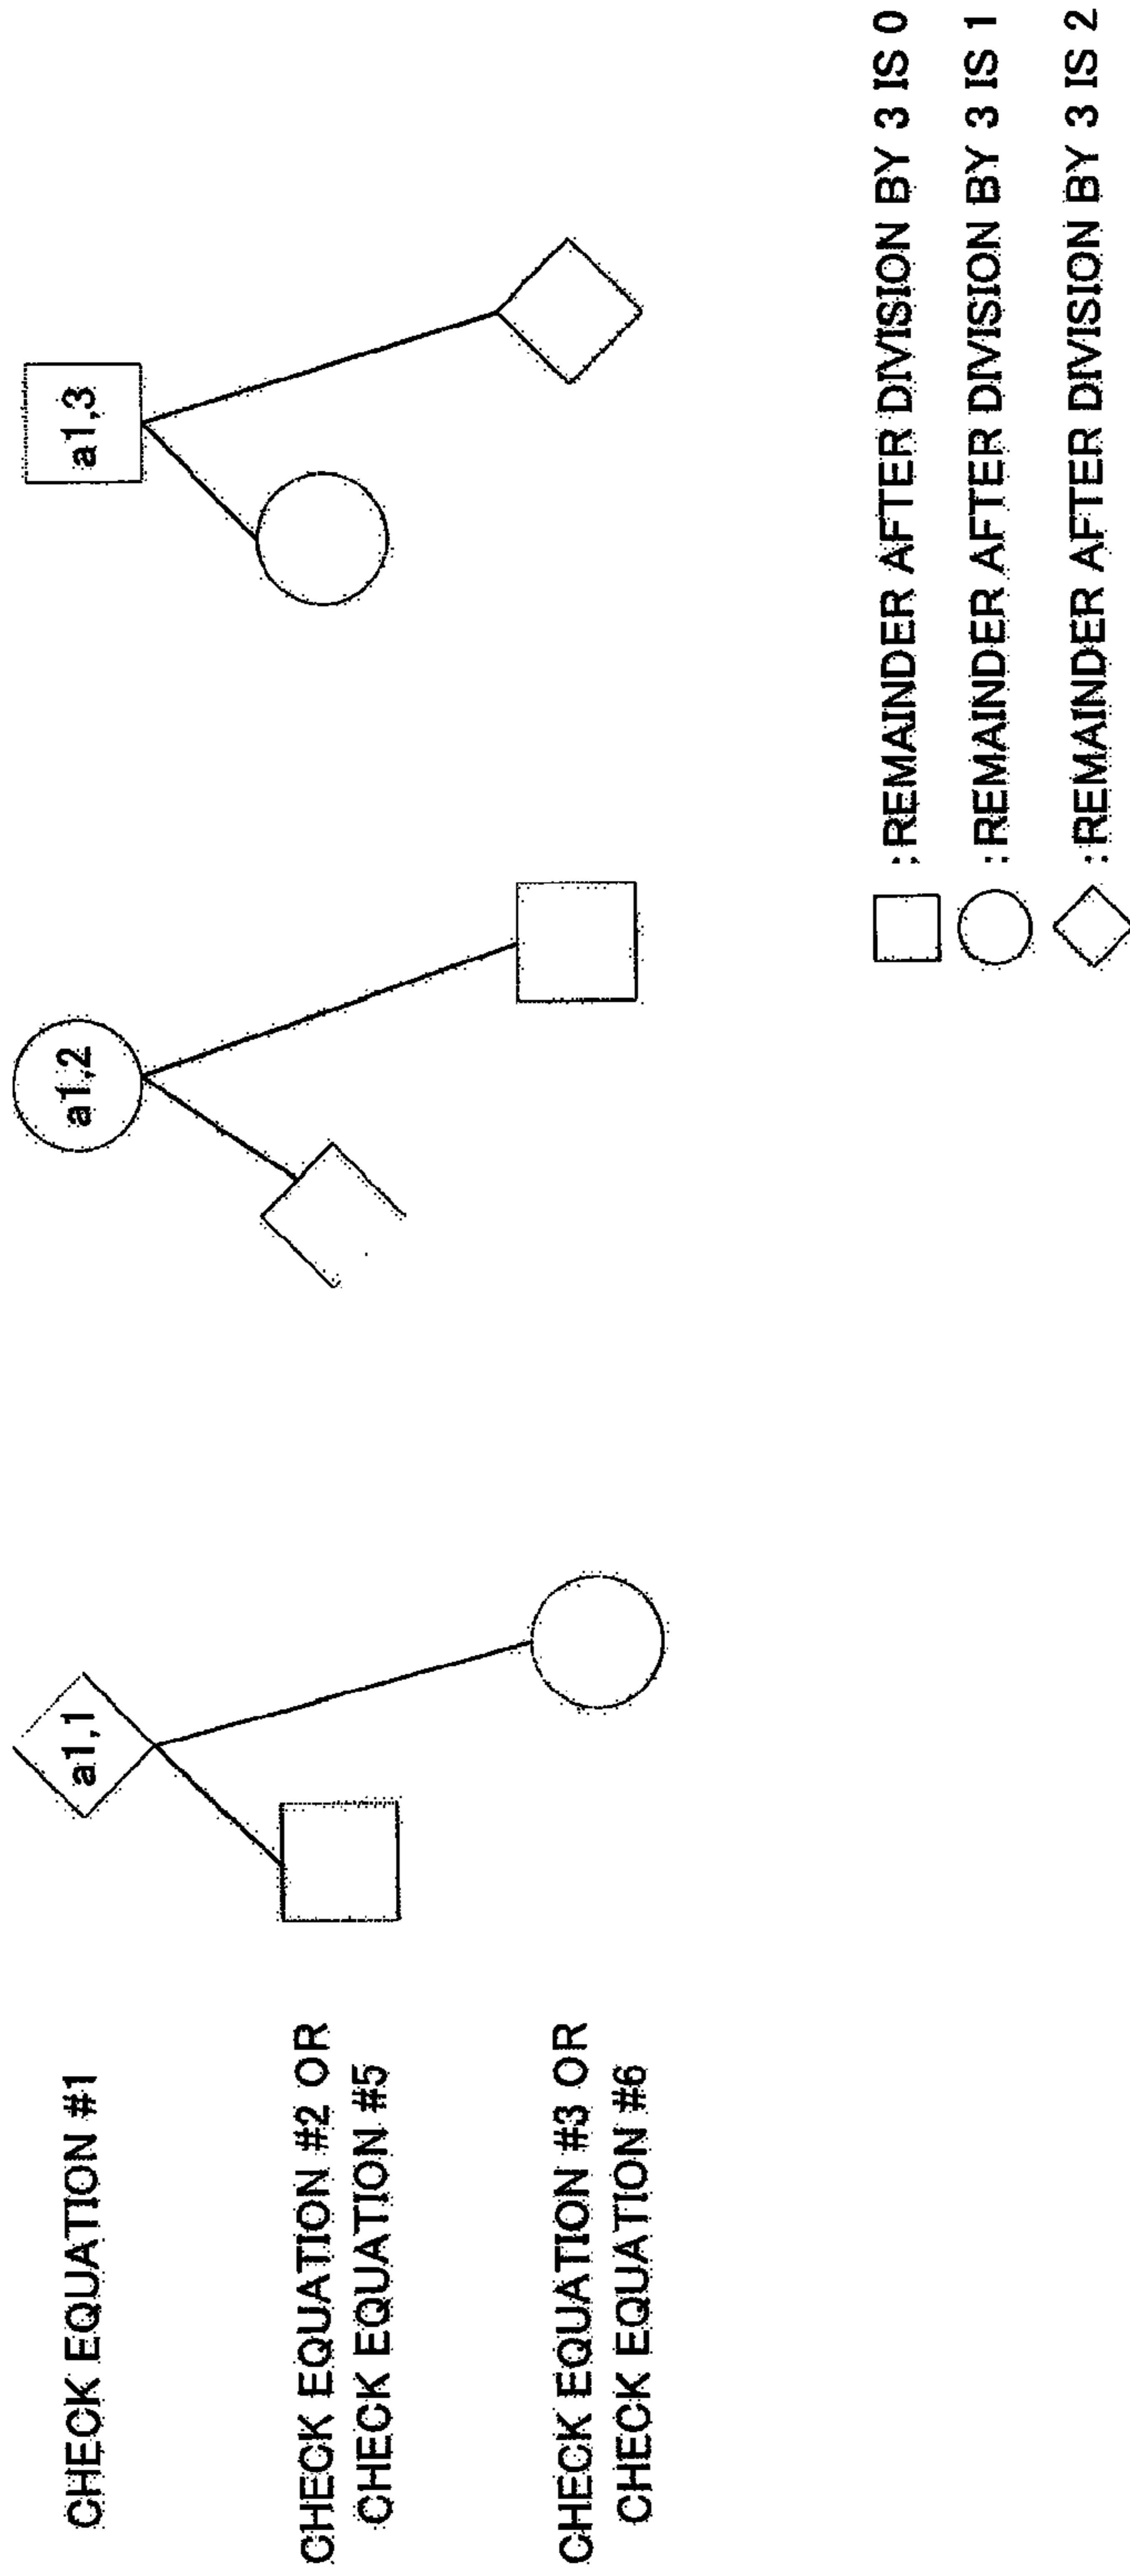 CHECK EQUATION #1
a1,1
a1,2
a1,3
CHECK EQUATION #2 OR
CHECK EQUATION #5
CHECK EQUATION #3 OR
CHECK EQUATION #6
: REMAINDER AFTER DIVISION BY 3 IS 0
: REMAINDER AFTER DIVISION BY 3 IS 1
: REMAINDER AFTER DIVISION BY 3 IS 2